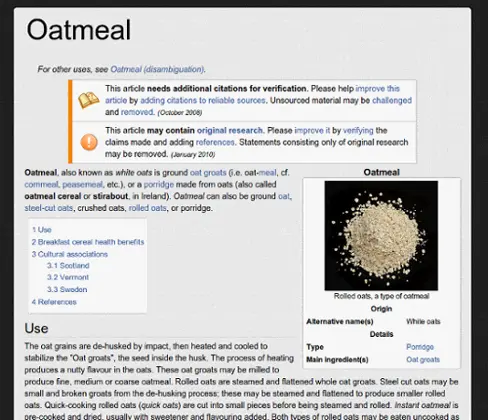 Oatmeal
For other uses, see Oatmeal (disambiguation).
This article needs additional citations for verification. Please help improve this
article by adding citations to reliable sources. Unsourced material may be challenged
and removed. (October 2008)
This article may contain original research. Please improve it by verifying the
claims made and adding references. Statements consisting only of original research
may be removed. (January 2010)
Oatmeal, also known as white oats is ground oat groats (i.e. oat-meal, cf.
cornmeal, peasemeal, etc.), or a porridge made from oats (also called
oatmeal cereal or stirabout, in Ireland). Oatmeal can also be ground oat,
steel-cut oats, crushed oats, rolled oats, or porridge.
Oatmeal
Rolled oats, a type of oatmeal
Origin
Alternative name(s) White oats
Details
Type Porridge
Main ingredient(s) Oat groats
1 Use
2 Breakfast cereal health benefits
3 Cultural associations
3.1 Scotland
3.2 Vermont
3.3 Sweden
4 References
Use
The oat grains are de-husked by impact, then heated and cooled to
stabilize the "Oat groats", the seed inside the husk. The process of heating
produces a nutty flavour in the oats. These oat groats may be milled to
produce fine, medium or coarse oatmeal. Rolled oats are steamed and flattened whole oat groats. Steel cut oats may be
small and broken groats from the de-husking process; these may be steamed and flattened to produce smaller rolled
oats. Quick-cooking rolled oats (quick oats) are cut into small pieces before being steamed and rolled. Instant oatmeal is
pre-cooked and dried, usually with sweetener and flavouring added. Both types of rolled oats may be eaten uncooked as